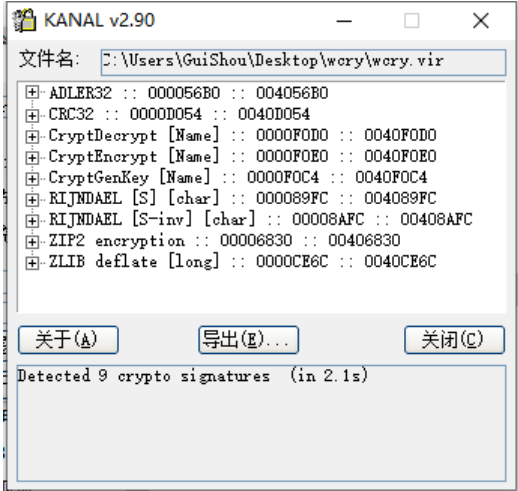 KANAL v2.90
文件名: C:\Users\GuiShou\Desktop\wcry\wcry.vir
ADLER32 :: 000056B0 :: 004056B0
CRC32 :: 0000D054 :: 0040D054
CryptDecrypt [Name] :: 0000F0D0 :: 0040F0D0
CryptEncrypt [Name] :: 0000F0E0 :: 0040F0E0
CryptGenKey [Name] :: 0000F0C4 :: 0040F0C4
RIJNDAEL [S] [char] :: 000089FC :: 004089FC
RIJNDAEL [S-inv] [char] :: 00008AFC :: 00408AFC
ZIP2 encryption :: 00006830 :: 00406830
ZLIB deflate [long] :: 0000CE6C :: 0040CE6C
关于(A) 导出(E)... 关闭(C)
Detected 9 crypto signatures (in 2.1s)